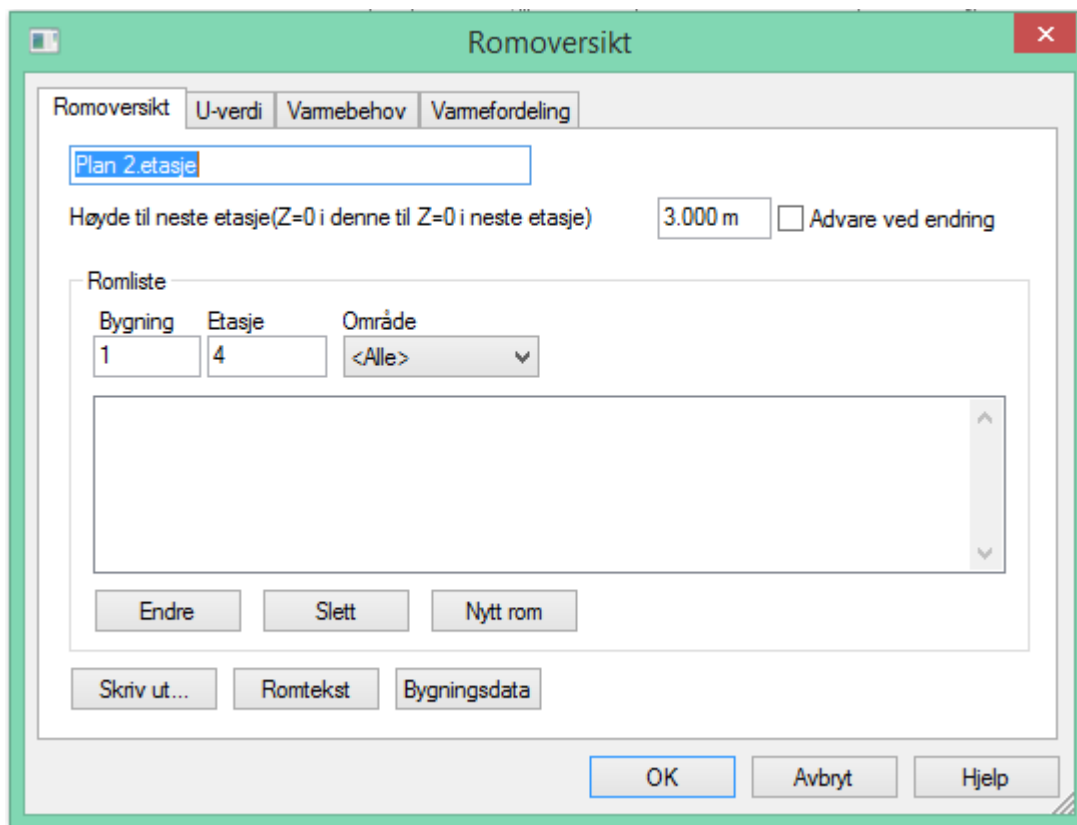 Romoversikt
Romoversikt U-verdi Varmebehov Varmefordeling
Plan 2.etasje
Høyde til neste etasje(Z=0 i denne til Z=0 i neste etasje) 3.000 m Advare ved endring
Romliste
Bygning Etasje Område
1 4 <Alle>
Endre Slett Nytt rom
Skriv ut... Romtekst Bygningsdata
OK Avbryt Hjelp